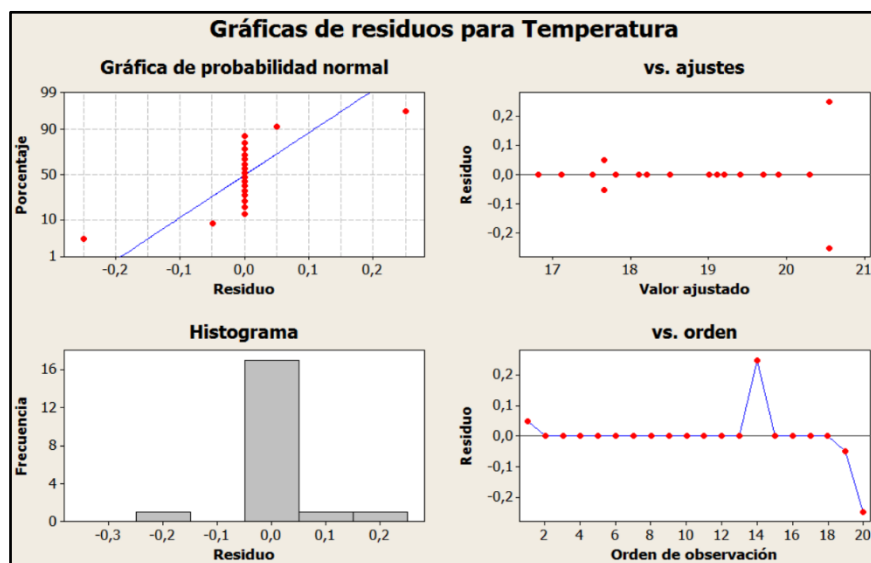 Gráficas de residuos para Temperatura
Gráfica de probabilidad normal
99
90
50
10
1
Porcentaje
-0,2 -0,1 0,0 0,1 0,2
Residuo
vs. ajustes
0,2
0,1
0,0
-0,1
-0,2
Residuo
17 18 19 20 21
Valor ajustado
Histograma
16
12
8
4
0
Frecuencia
-0,3 -0,2 -0,1 0,0 0,1 0,2
Residuo
vs. orden
0,2
0,1
0,0
-0,1
-0,2
Residuo
2 4 6 8 10 12 14 16 18 20
Orden de observación